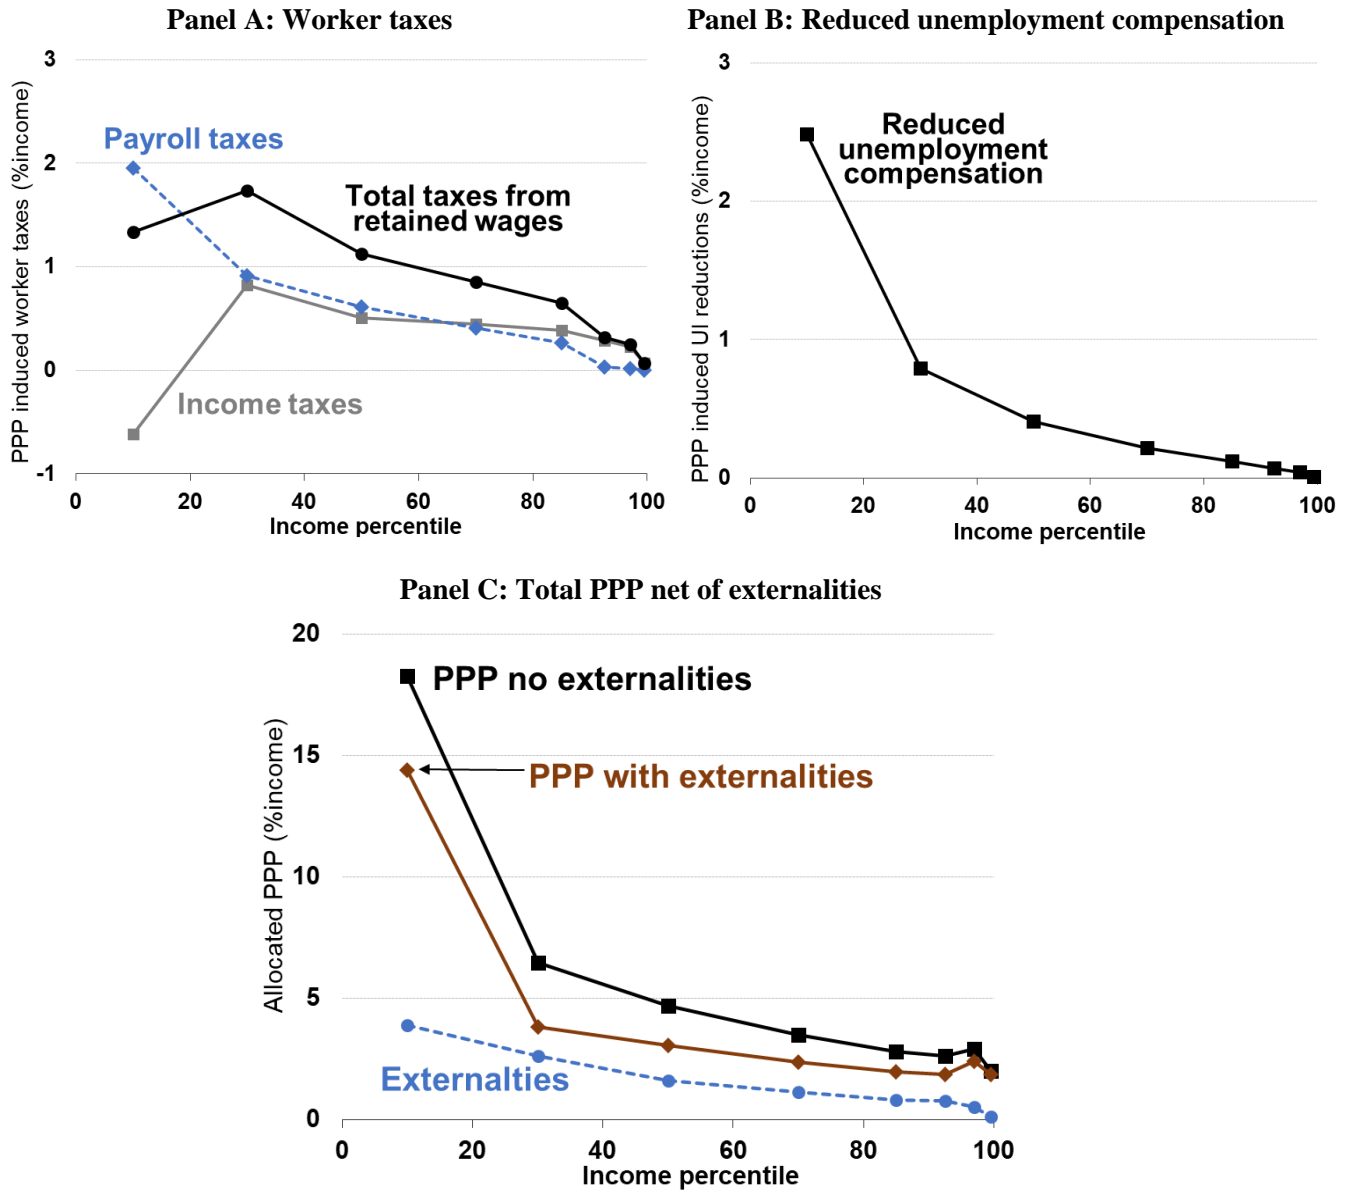 Panel A: Worker taxes
PPP induced worker taxes (%income)
3
2
1
0
-1
Payroll taxes
Total taxes from
retained wages
Income taxes
0 20 40 60 80 100
Income percentile
Panel B: Reduced unemployment compensation
PPP induced UI reductions (%income)
3
2
1
0
Reduced
unemployment
compensation
0 20 40 60 80 100
Income percentile
Panel C: Total PPP net of externalities
Allocated PPP (%income)
20
15
10
5
0
PPP no externalities
PPP with externalities
Externalties
0 20 40 60 80 100
Income percentile